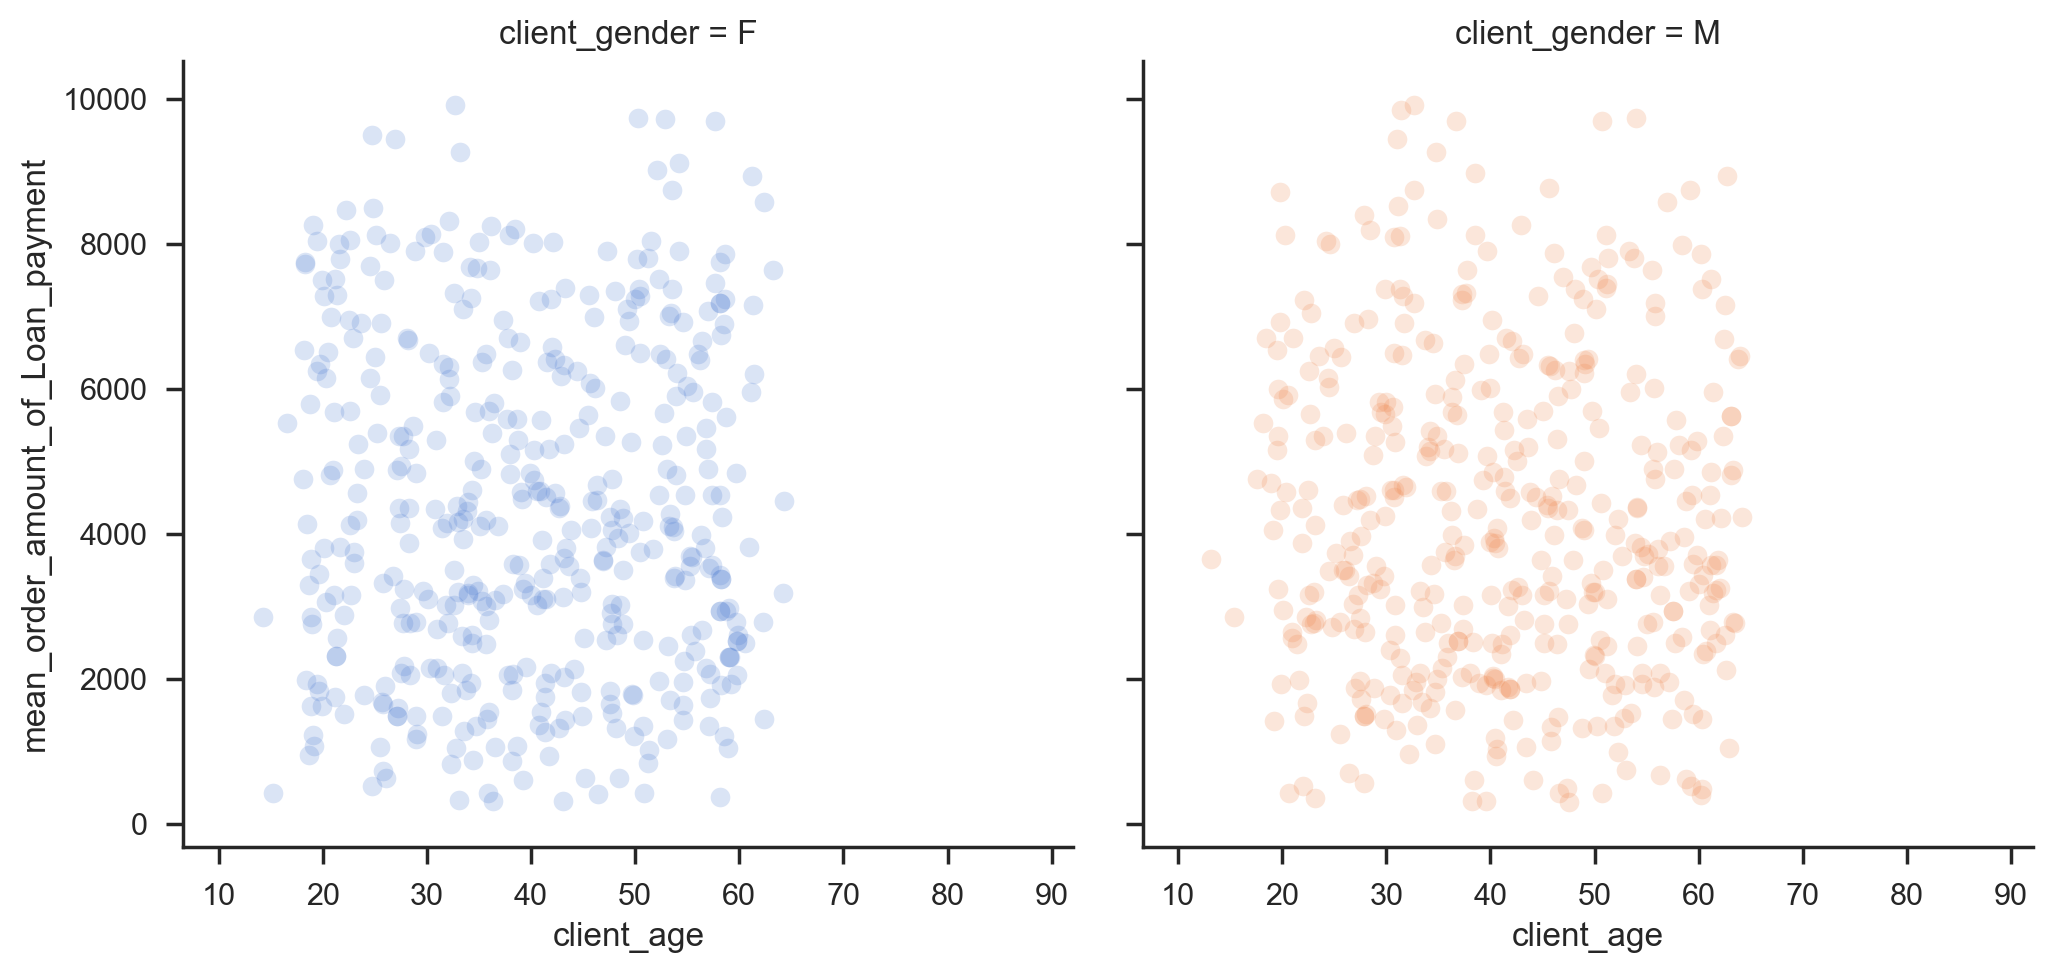 client_gender = F
client_gender = M
mean_order_amount_of_Loan_payment
10000
8000
6000
4000
2000
0
10 20 30 40 50 60 70 80 90
10 20 30 40 50 60 70 80 90
client_age
client_age